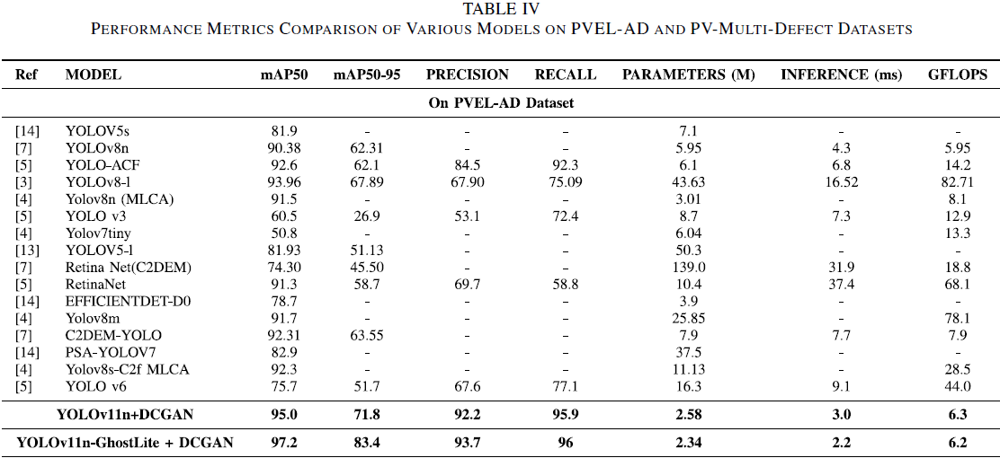 TABLE IV
PERFORMANCE METRICS COMPARISON OF VARIOUS MODELS ON PVEL-AD AND PV-MULTI-DEFECT DATASETS
Ref MODEL mAP50 mAP50-95 PRECISION RECALL PARAMETERS (M) INFERENCE (ms) GFLOPS
On PVEL-AD Dataset
[14] YOLOV5s 81.9 - - - 7.1 - -
[7] YOLOv8n 90.38 62.31 - - 5.95 4.3 5.95
[5] YOLO-ACF 92.6 62.1 84.5 92.3 6.1 6.8 14.2
[3] YOLOv8-l 93.96 67.89 67.90 75.09 43.63 16.52 82.71
[4] Yolov8n (MLCA) 91.5 - - - 3.01 - 8.1
[5] YOLO v3 60.5 26.9 53.1 72.4 8.7 7.3 12.9
[4] Yolov7tiny 50.8 - - - 6.04 - 13.3
[13] YOLOV5-l 81.93 51.13 - - 50.3 - -
[7] Retina Net(C2DEM) 74.30 45.50 - - 139.0 31.9 18.8
[5] RetinaNet 91.3 58.7 69.7 58.8 10.4 37.4 68.1
[14] EFFICIENTDET-D0 78.7 - - - 3.9 - -
[4] Yolov8m 91.7 - - - 25.85 - 78.1
[7] C2DEM-YOLO 92.31 63.55 - - 7.9 7.7 7.9
[14] PSA-YOLOV7 82.9 - - - 37.5 - -
[4] Yolov8s-C2f MLCA 92.3 - - - 11.13 - 28.5
[5] YOLO v6 75.7 51.7 67.6 77.1 16.3 9.1 44.0
YOLOv11n+DCGAN 95.0 71.8 92.2 95.9 2.58 3.0 6.3
YOLOv11n-GhostLite + DCGAN 97.2 83.4 93.7 96 2.34 2.2 6.2